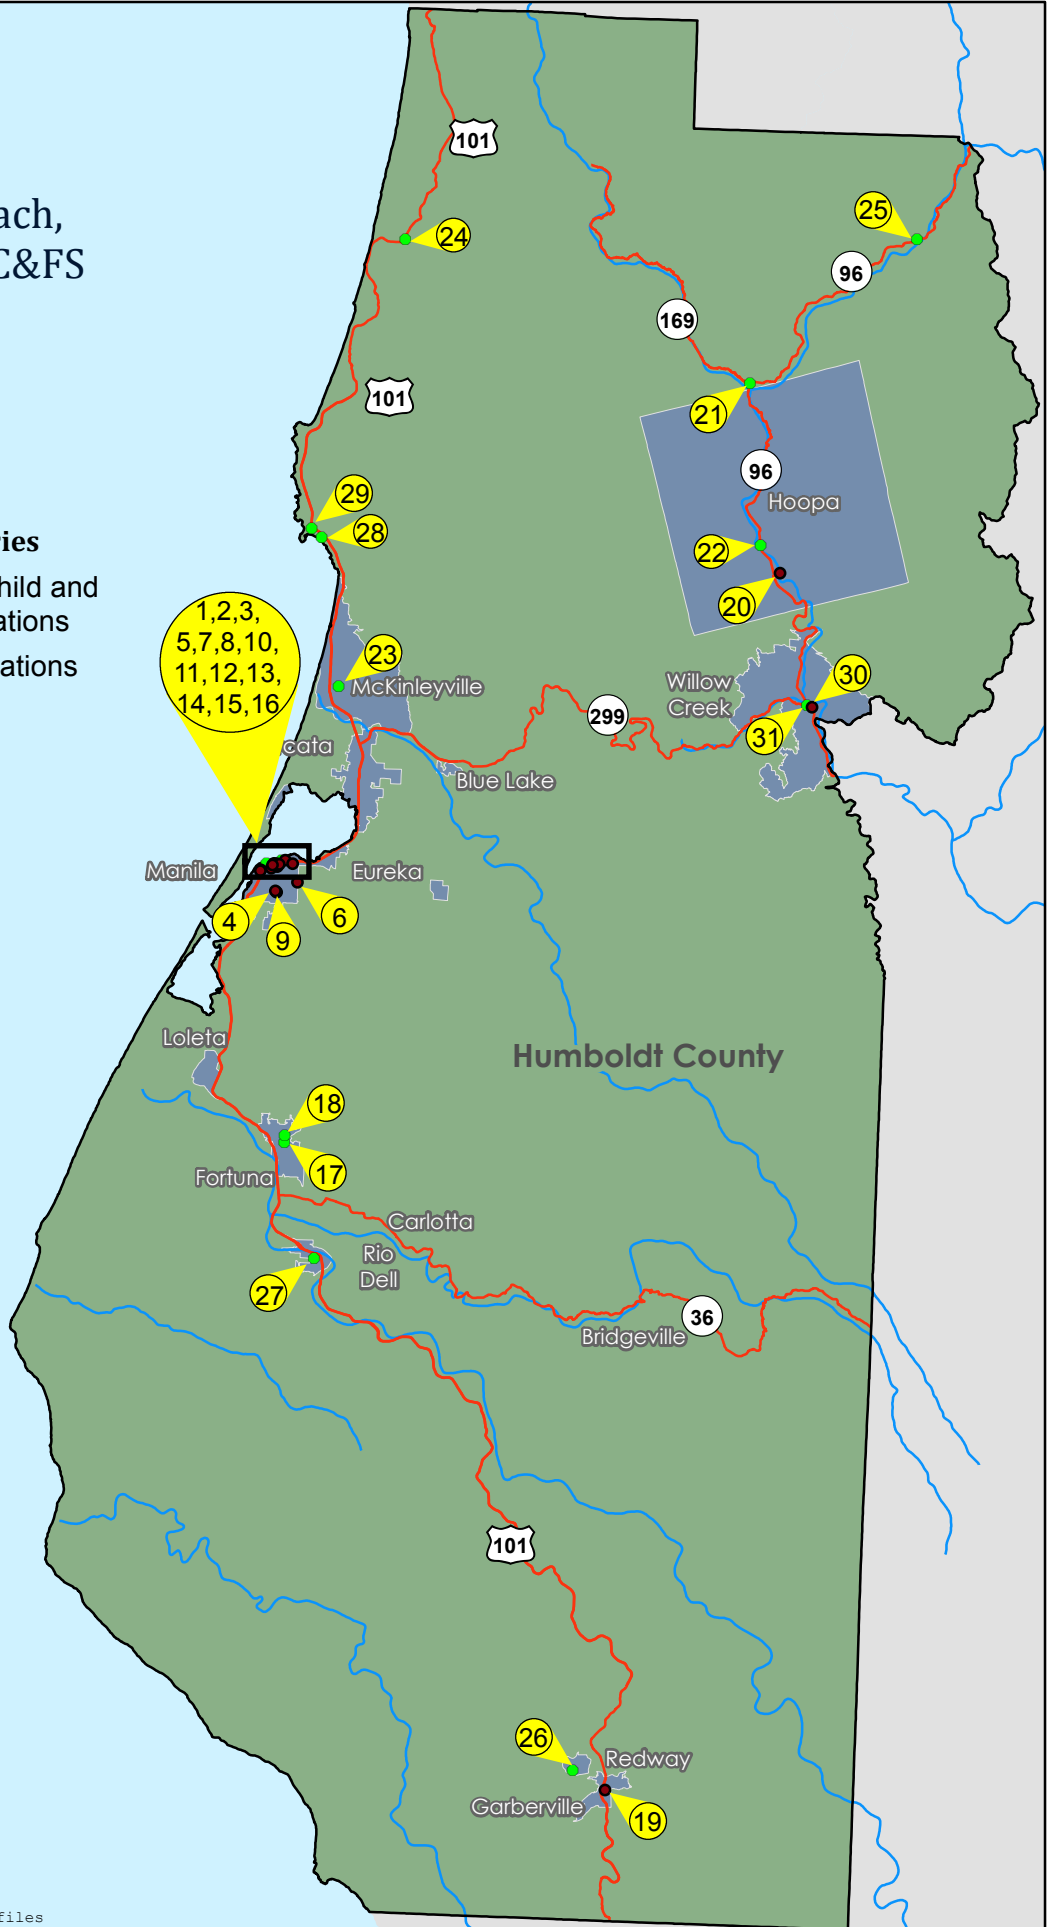 ach,
C&FS
ies
hild and
ations
ations
101
24
25
96
169
101
21
96
Hoopa
29
28
22
20
1,2,3,
5,7,8,10,
11,12,13,
14,15,16
23
McKinleyville
Willow
Creek
30
299
31
cata
Blue Lake
Manila
Eureka
4
6
9
Loleta
Humboldt County
18
17
Fortuna
Carlotta
Rio
Dell
27
36
Bridgeville
101
26
Redway
Garberville
19
files